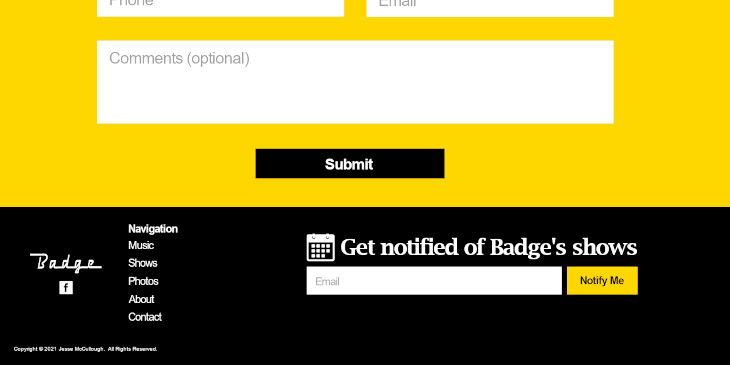 Phone
Email
Comments (optional)
Submit
Badge
Navigation
Music
Shows
Photos
About
Contact
Get notified of Badge's shows
Email
Notify Me
Copyright © 2021 Jesse McCullough. All Rights Reserved.